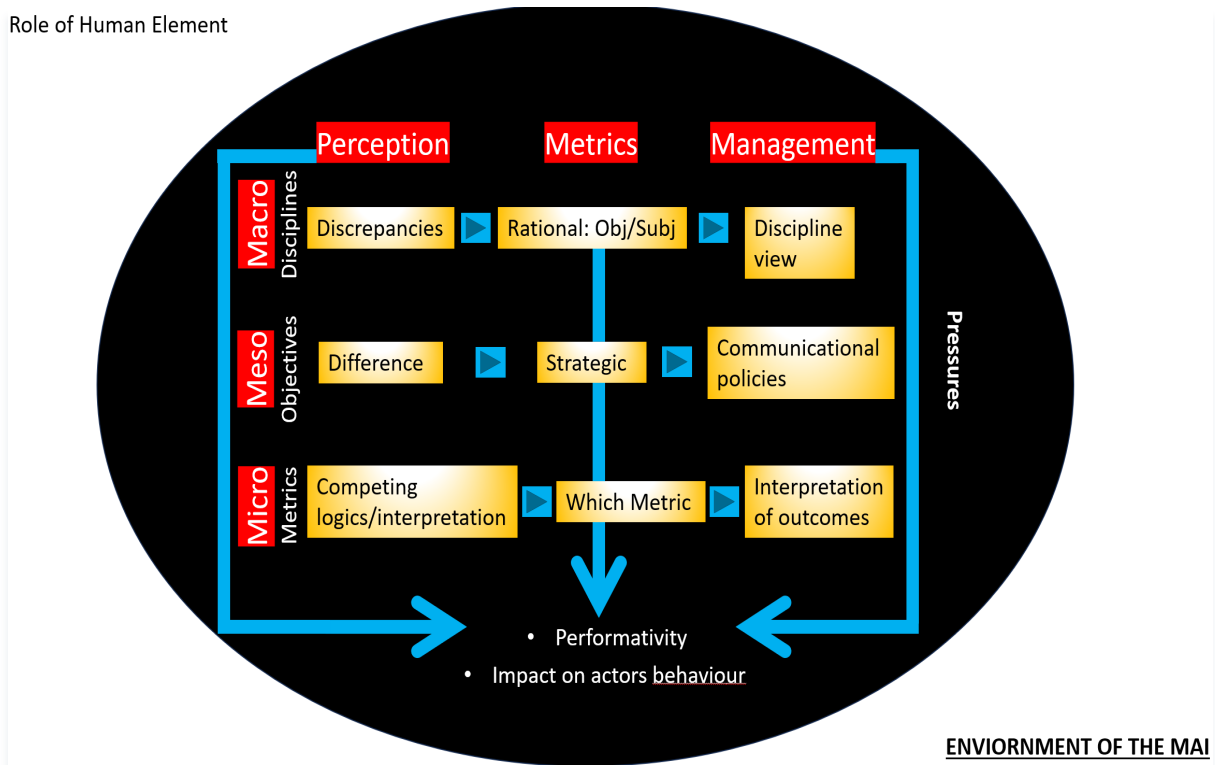 Role of Human Element
Perception
Metrics
Management
Macro
Disciplines
Discrepancies
Rational: Obj/Subj
Discipline
view
Meso
Objectives
Difference
Strategic
Communicational
policies
Pressures
Micro
Metrics
Competing
logics/interpretation
Which Metric
Interpretation
of outcomes
• Performativity
• Impact on actors behaviour
ENVIORNMENT OF THE MAI